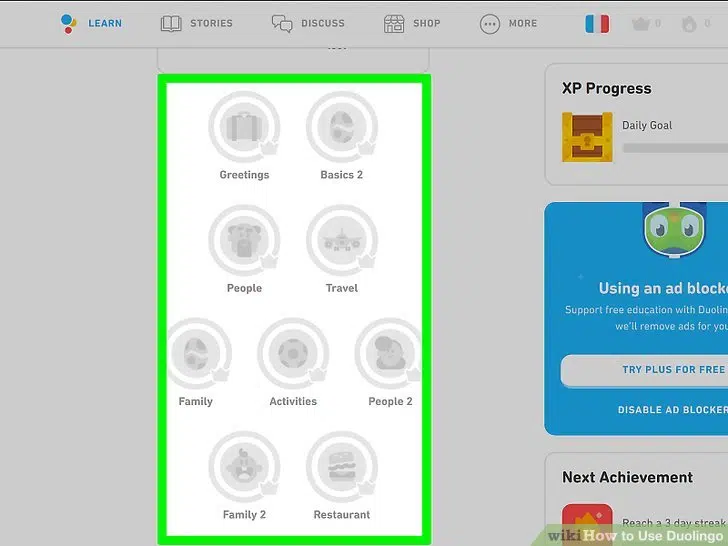 LEARN
STORIES
DISCUSS
SHOP
MORE
0
0
XP Progress
Daily Goal
Greetings
Basics 2
People
Travel
Using an ad blocke
Support free education with Duolin
we'll remove ads for you
TRY PLUS FOR FREE
DISABLE AD BLOCKER
Family
Activities
People 2
Family 2
Restaurant
Next Achievement
Reach a 3 day streak
wikiHow to Use Duolingo